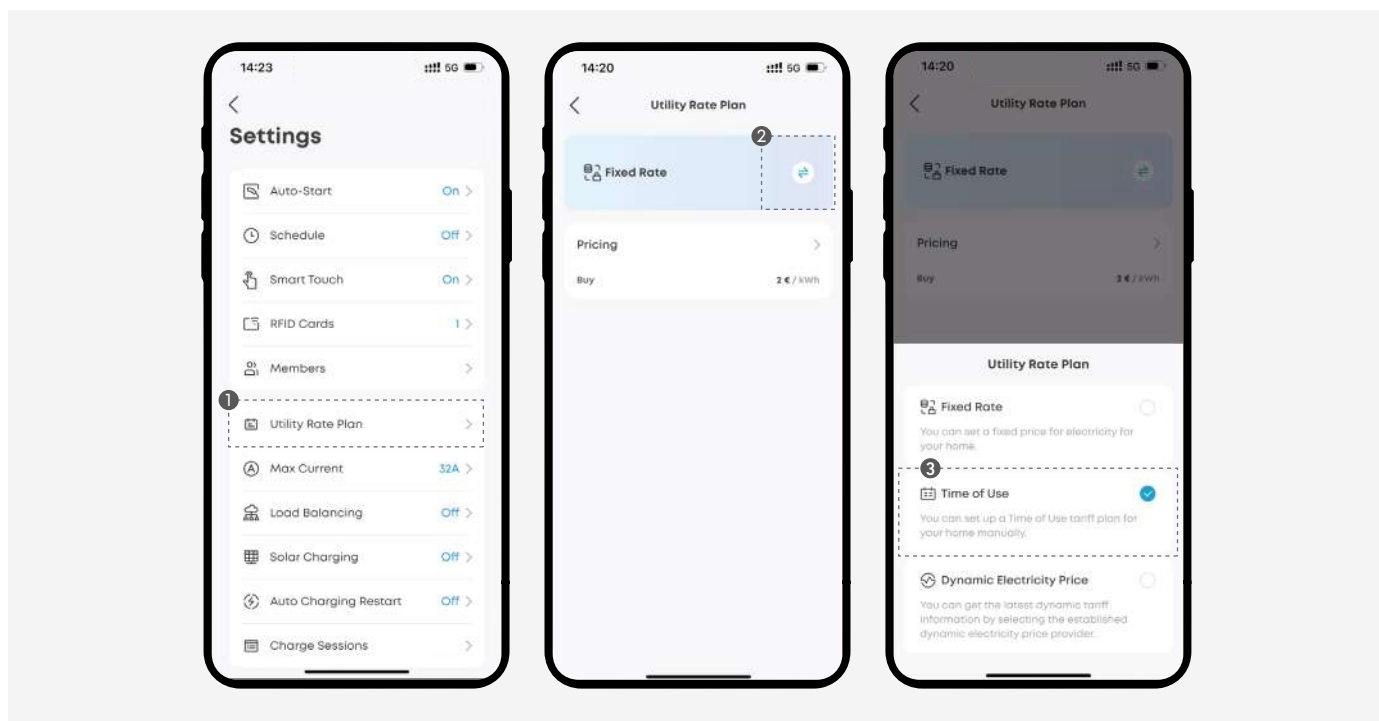 14:23
5G
Settings
Auto-Start
On
Schedule
Off
Smart Touch
On
RFID Cards
1
Members
1
Utility Rate Plan
Max Current
32A
Load Balancing
Off
Solar Charging
Off
Auto Charging Restart
Off
Charge Sessions
14:20
5G
Utility Rate Plan
2
Fixed Rate
Pricing
Buy
2 € / kWh
14:20
5G
Utility Rate Plan
Fixed Rate
Pricing
Buy
2 € / kWh
Utility Rate Plan
Fixed Rate
You can set a fixed price for electricity for
your home.
3
Time of Use
You can set up a Time of Use tariff plan for
your home manually.
Dynamic Electricity Price
You can get the latest dynamic tariff
information by selecting the established
dynamic electricity price provider.